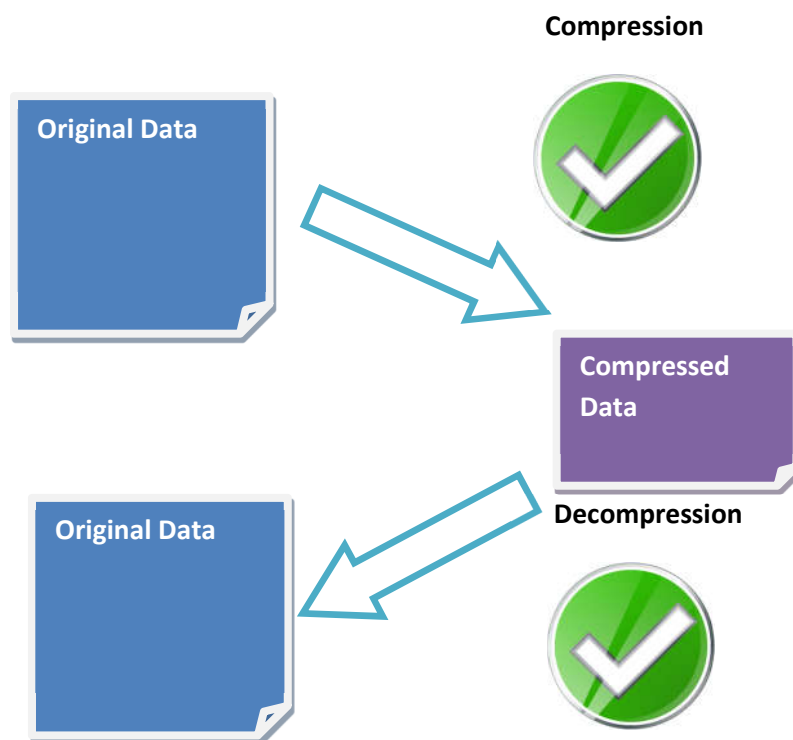 Compression
Original Data
Compressed
Data
Decompression
Original Data